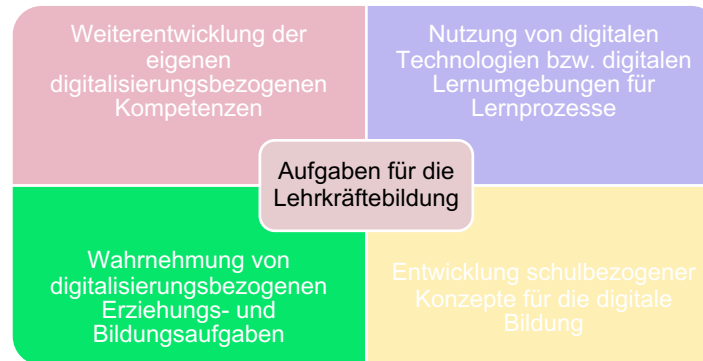 Weiterentwicklung der
eigenen
digitalisierungsbezogenen
Kompetenzen
Nutzung von digitalen
Technologien bzw. digitalen
Lernumgebungen für
Lernprozesse
Aufgaben für die
Lehrkräftebildung
Wahrnehmung von
digitalisierungsbezogenen
Erziehungs- und
Bildungsaufgaben
Entwicklung schulbezogener
Konzepte für die digitale
Bildung